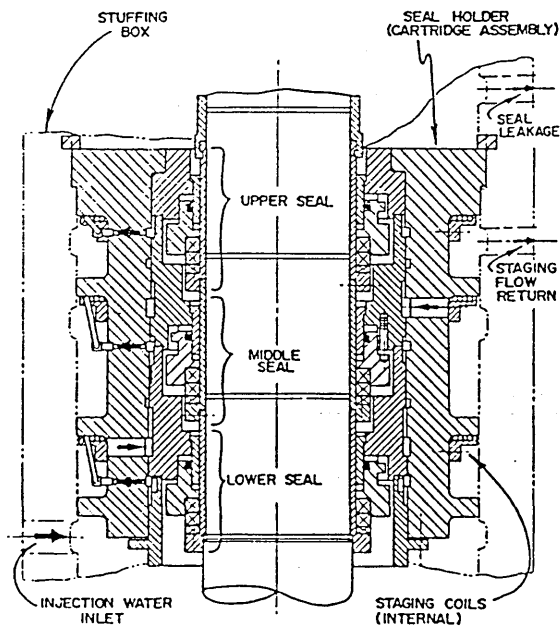 STUFFING
BOX
SEAL HOLDER
(CARTRIDGE ASSEMBLY)
SEAL
LEAKAGE
UPPER SEAL
STAGING
FLOW
RETURN
MIDDLE
SEAL
LOWER SEAL
INJECTION WATER
INLET
STAGING COILS
(INTERNAL)